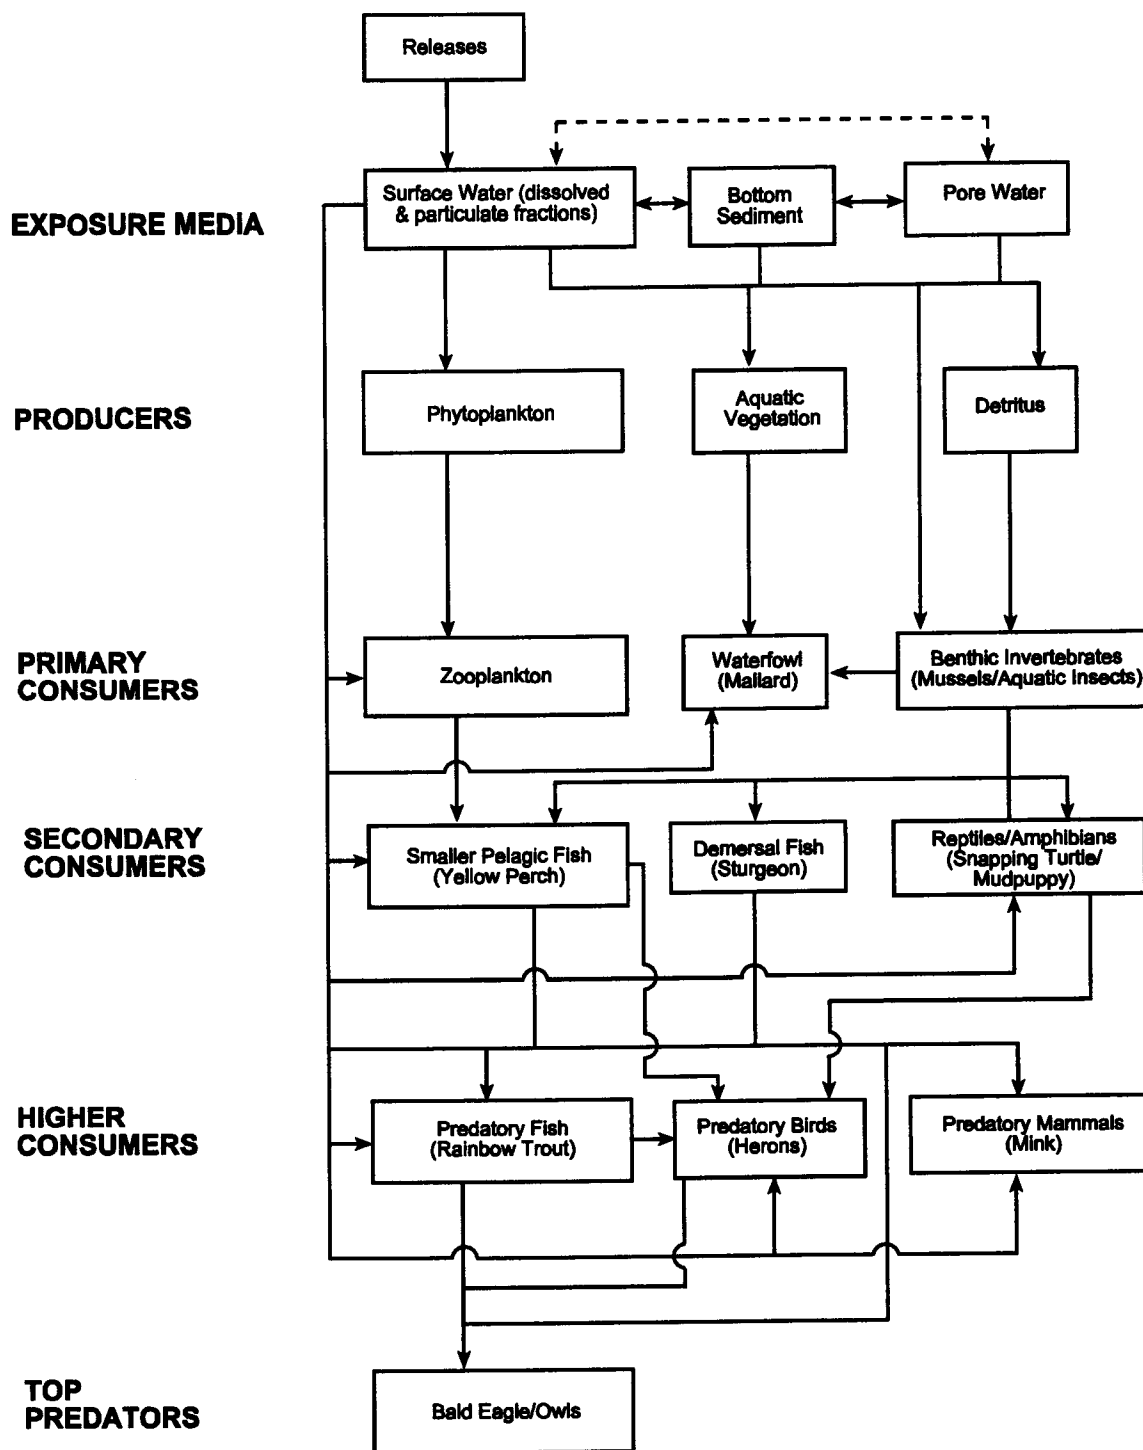 Releases
EXPOSURE MEDIA
Surface Water (dissolved
& particulate fractions)
Bottom
Sediment
Pore Water
PRODUCERS
Phytoplankton
Aquatic
Vegetation
Detritus
PRIMARY
CONSUMERS
Zooplankton
Waterfowl
(Mallard)
Benthic Invertebrates
(Mussels/Aquatic Insects)
SECONDARY
CONSUMERS
Smaller Pelagic Fish
(Yellow Perch)
Demersal Fish
(Sturgeon)
Reptiles/Amphibians
(Snapping Turtle/
Mudpuppy)
HIGHER
CONSUMERS
Predatory Fish
(Rainbow Trout)
Predatory Birds
(Herons)
Predatory Mammals
(Mink)
TOP
PREDATORS
Bald Eagle/Owls